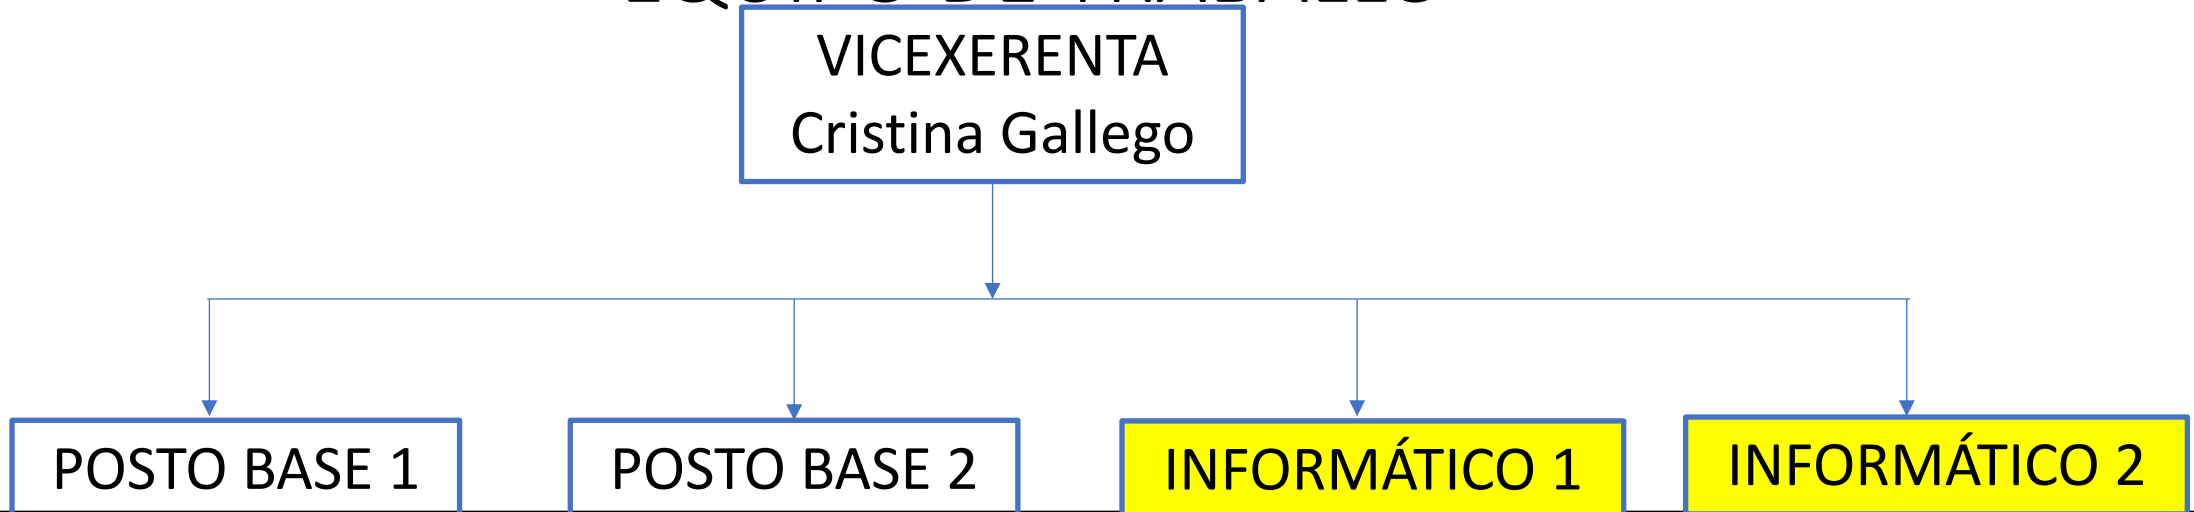 VICEXERENTA
Cristina Gallego
POSTO BASE 1
POSTO BASE 2
INFORMÁTICO 1
INFORMÁTICO 2